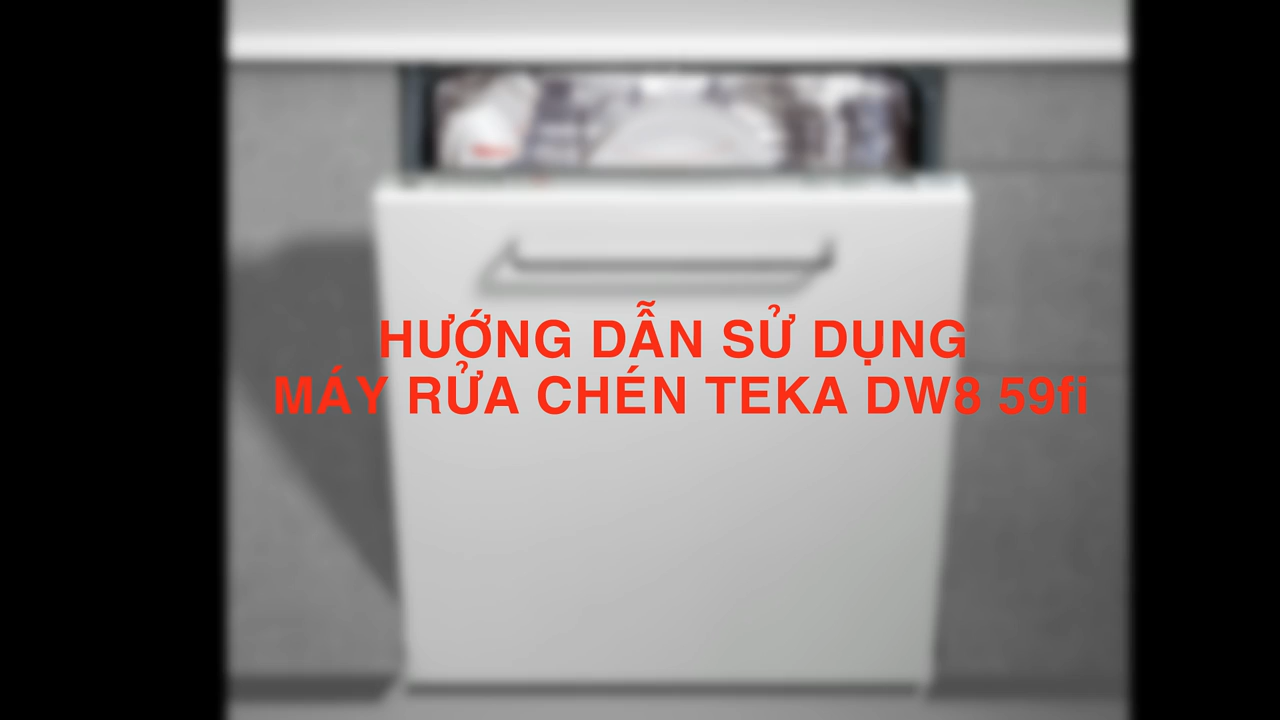 HƯỚNG DẪN SỬ DỤNG
MÁY RỬA CHÉN TEKA DW8 59fi